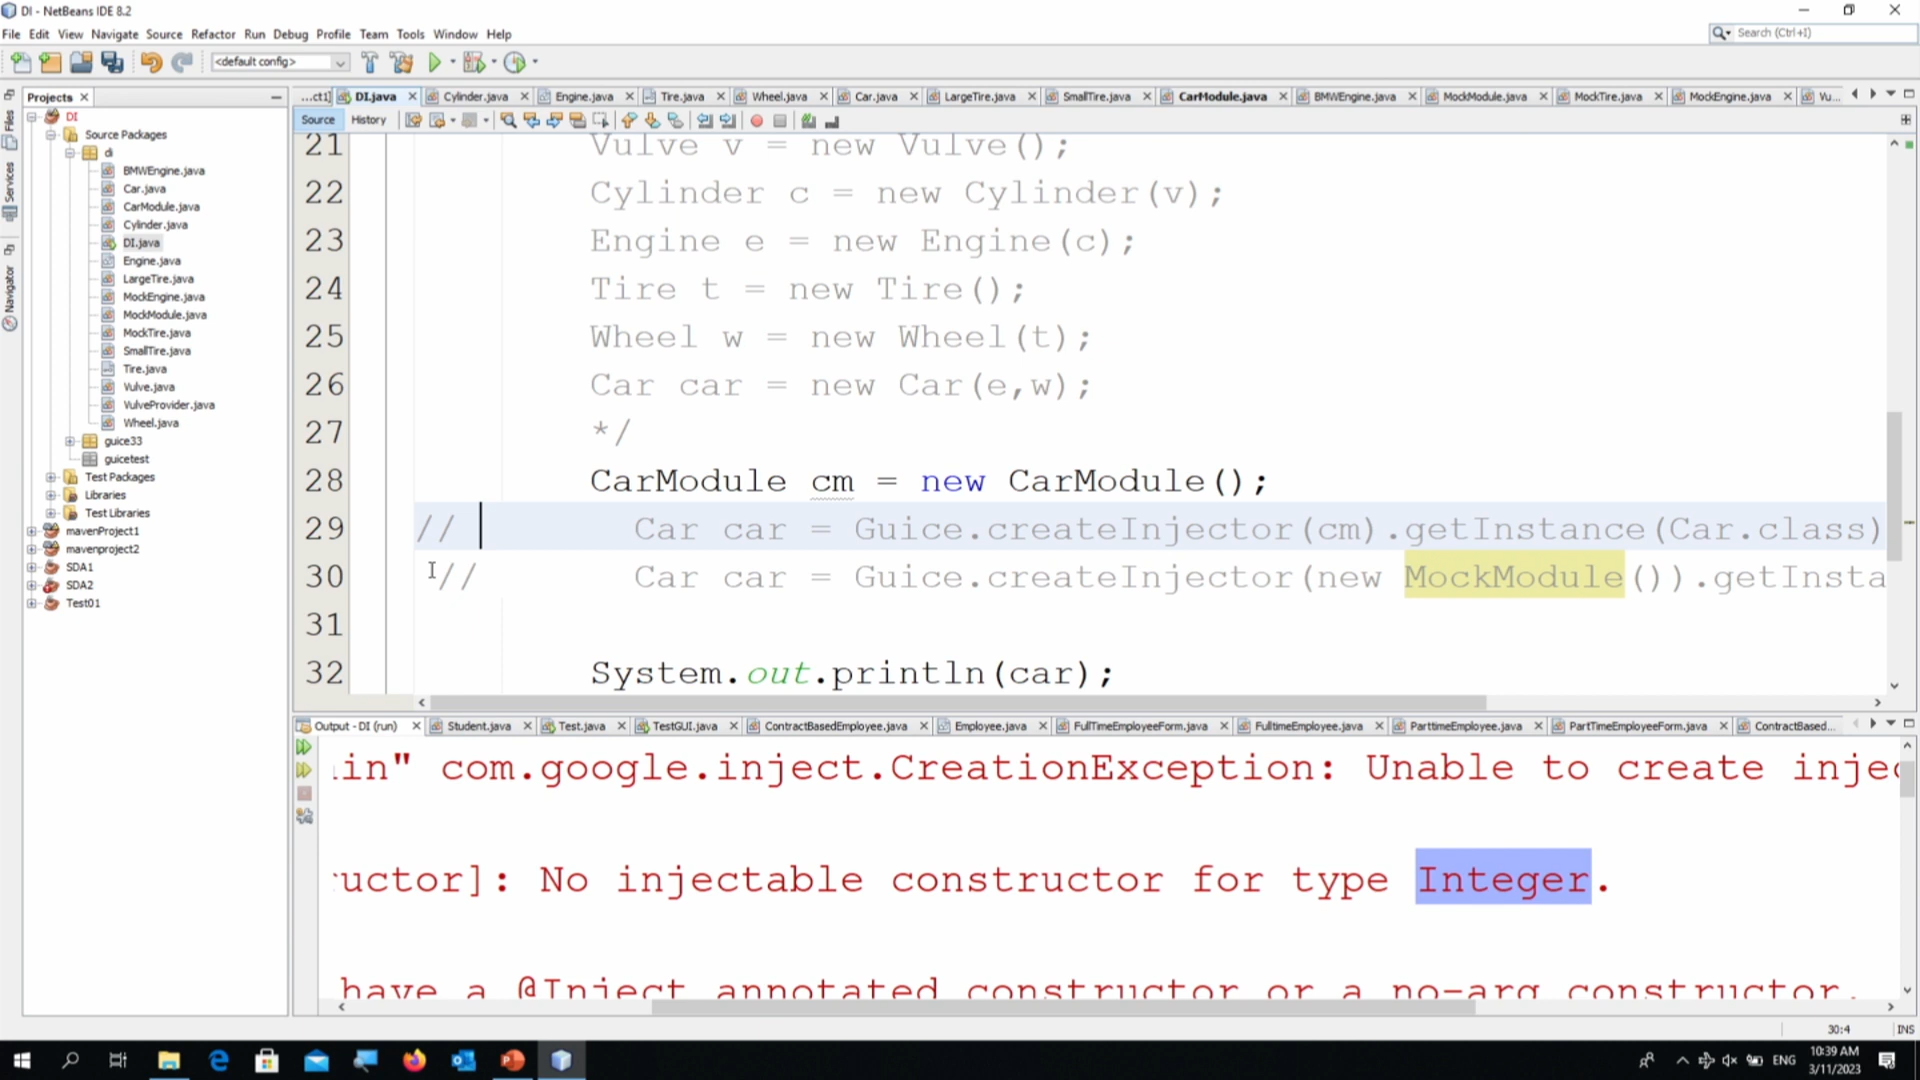 DI - NetBeans IDE 8.2
File Edit View Navigate Source Refactor Run Debug Profile Team Tools Window Help
Search (Ctrl+I)
<default config>
Projects
...ct1] DI.java Cylinder.java Engine.java Tire.java Wheel.java Car.java LargeTire.java SmallTire.java CarModule.java BMWEngine.java MockModule.java MockTire.java MockEngine.java Vu...
Source History
Files
Services
Navigator
DI
Source Packages
di
BMWEngine.java
Car.java
CarModule.java
Cylinder.java
DI.java
Engine.java
LargeTire.java
MockEngine.java
MockModule.java
MockTire.java
SmallTire.java
Tire.java
Vulve.java
VulveProvider.java
Wheel.java
guice33
guicetest
Test Packages
Libraries
Test Libraries
mavenProject1
mavenproject2
SDA1
SDA2
Test01
21 Vulve v = new Vulve();
22 Cylinder c = new Cylinder(v);
23 Engine e = new Engine(c);
24 Tire t = new Tire();
25 Wheel w = new Wheel(t);
26 Car car = new Car(e,w);
27 */
28 CarModule cm = new CarModule();
29 // Car car = Guice.createInjector(cm).getInstance(Car.class)
30 // Car car = Guice.createInjector(new MockModule()).getInsta
31
32 System.out.println(car);
Output - DI (run) Student.java Test.java TestGUI.java ContractBasedEmployee.java Employee.java FullTimeEmployeeForm.java FulltimeEmployee.java ParttimeEmployee.java PartTimeEmployeeForm.java ContractBased...
in" com.google.inject.CreationException: Unable to create injec
ructor]: No injectable constructor for type Integer.
have a @Inject annotated constructor or a no-arg constructor.
30:4 INS
ENG
10:39 AM
3/11/2023